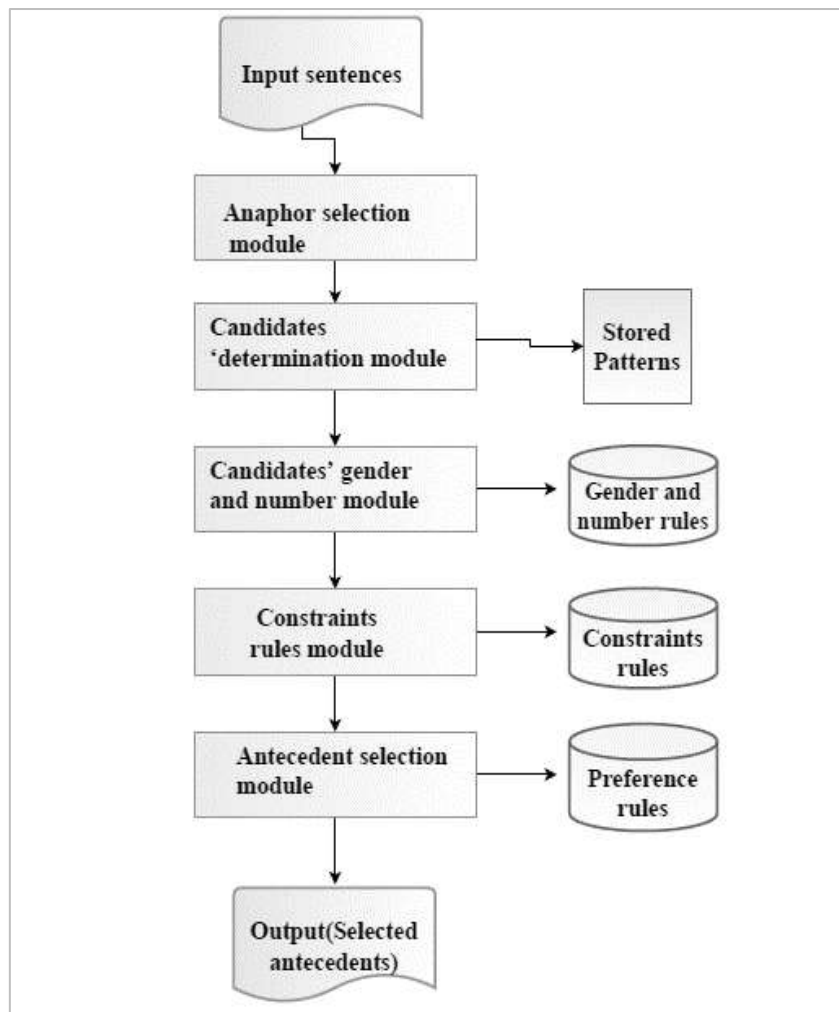 Input sentences
Anaphor selection
module
Candidates
‘determination module
Stored
Patterns
Candidates’ gender
and number module
Gender and
number rules
Constraints
rules module
Constraints
rules
Antecedent selection
module
Preference
rules
Output(Selected
antecedents)